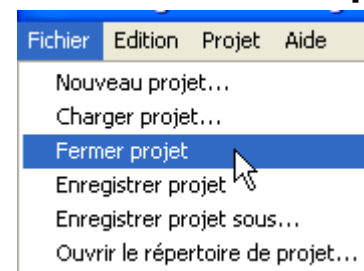 Fichier Edition Projet Aide
Nouveau projet...
Charger projet...
Fermer projet
Enregistrer projet
Enregistrer projet sous...
Ouvrir le répertoire de projet...